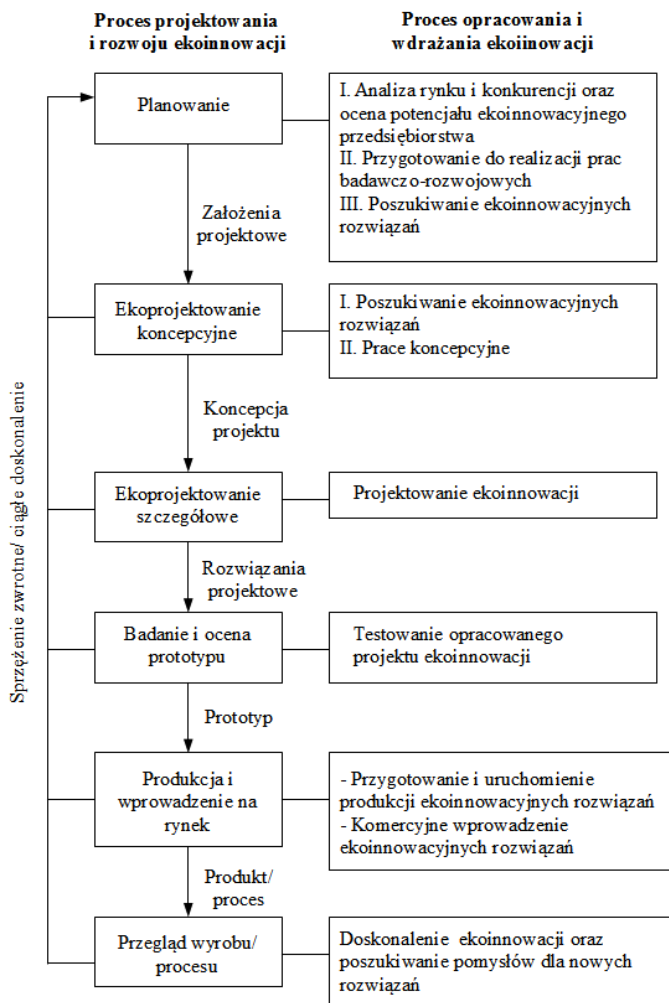 Proces projektowania
i rozwoju ekoinnowacji
Proces opracowania i
wdrażania ekoiinowacji
Planowanie
I. Analiza rynku i konkurencji oraz
ocena potencjału ekoinnowacyjnego
przedsiębiorstwa
II. Przygotowanie do realizacji prac
badawczo-rozwojowych
III. Poszukiwanie ekoinnowacyjnych
rozwiązań
Założenia
projektowe
Ekoprojektowanie
koncepcyjne
I. Poszukiwanie ekoinnowacyjnych
rozwiązań
II. Prace koncepcyjne
Koncepcja
projektu
Ekoprojektowanie
szczegółowe
Projektowanie ekoinnowacji
Rozwiązania
projektowe
Badanie i ocena
prototypu
Testowanie opracowanego
projektu ekoinnowacji
Prototyp
Produkcja i
wprowadzenie na
rynek
- Przygotowanie i uruchomienie
produkcji ekoinnowacyjnych rozwiązań
- Komercyjne wprowadzenie
ekoinnowacyjnych rozwiązań
Produkt/
proces
Przegląd wyrobu/
procesu
Doskonalenie ekoinnowacji oraz
poszukiwanie pomysłów dla nowych
rozwiązań
Sprzężenie zwrotne/ ciągłe doskonalenie